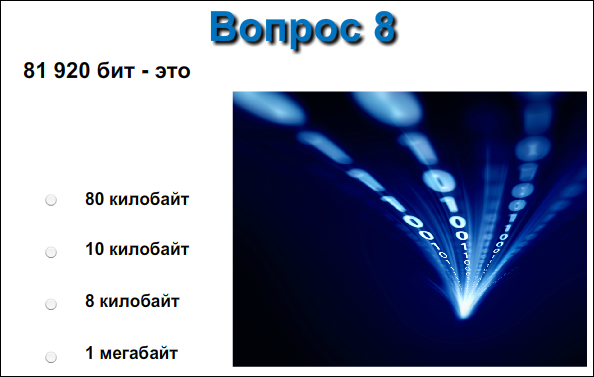 Вопрос 8
81 920 бит - это
80 килобайт
10 килобайт
8 килобайт
1 мегабайт